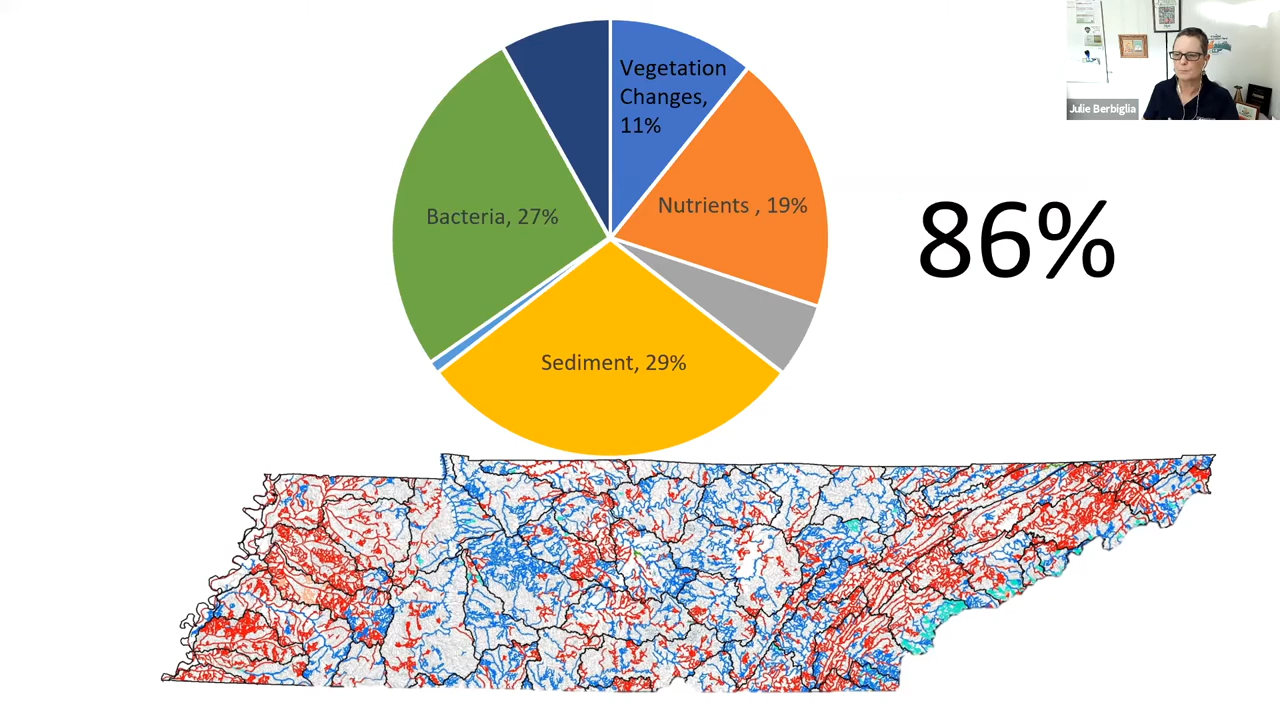 Vegetation
Changes,
11%
Julie Berbiglia
Nutrients , 19%
Bacteria, 27%
86%
Sediment, 29%